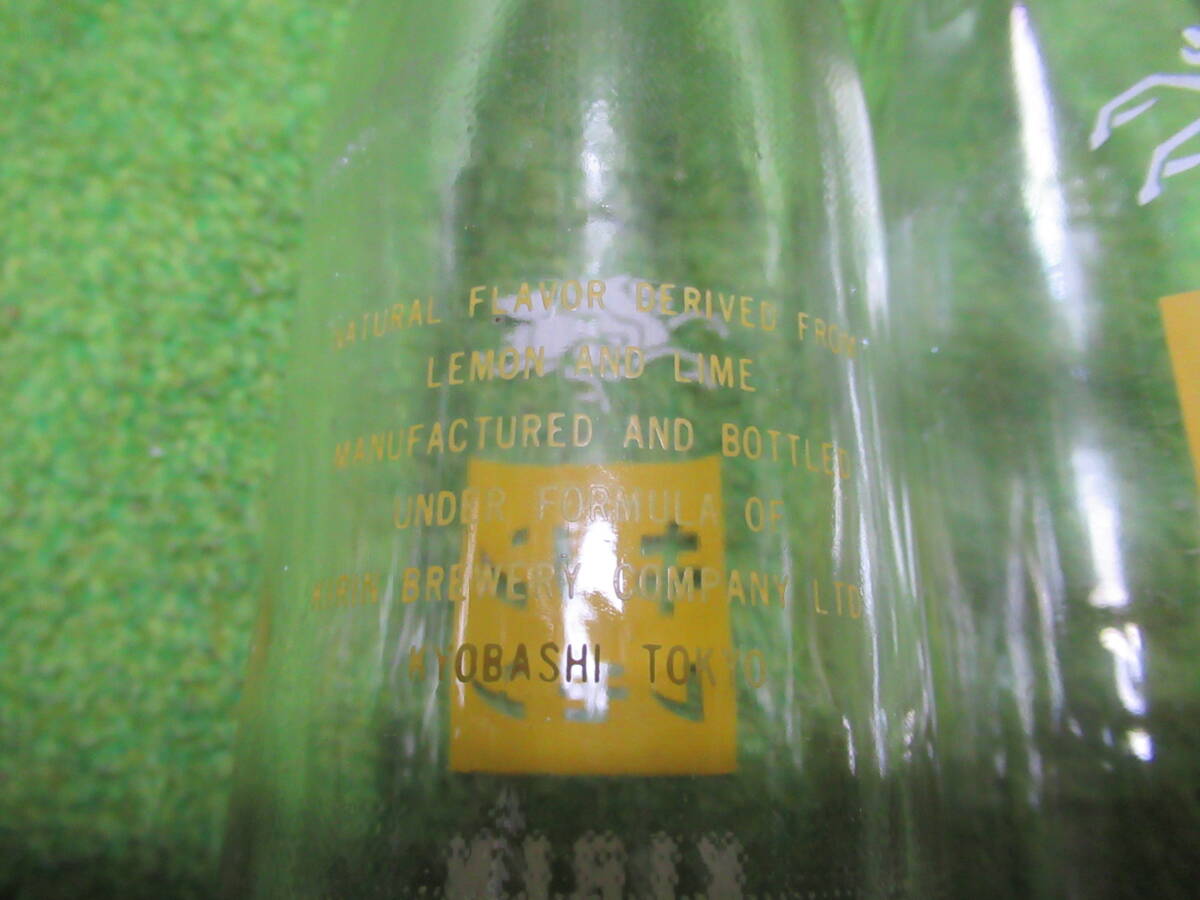 NATURAL FLAVOR DERIVED FROM
LEMON AND LIME
MANUFACTURED AND BOTTLED
UNDER FORMULA OF
KIRIN BREWERY COMPANY LTD
KYOBASHI TOKYO